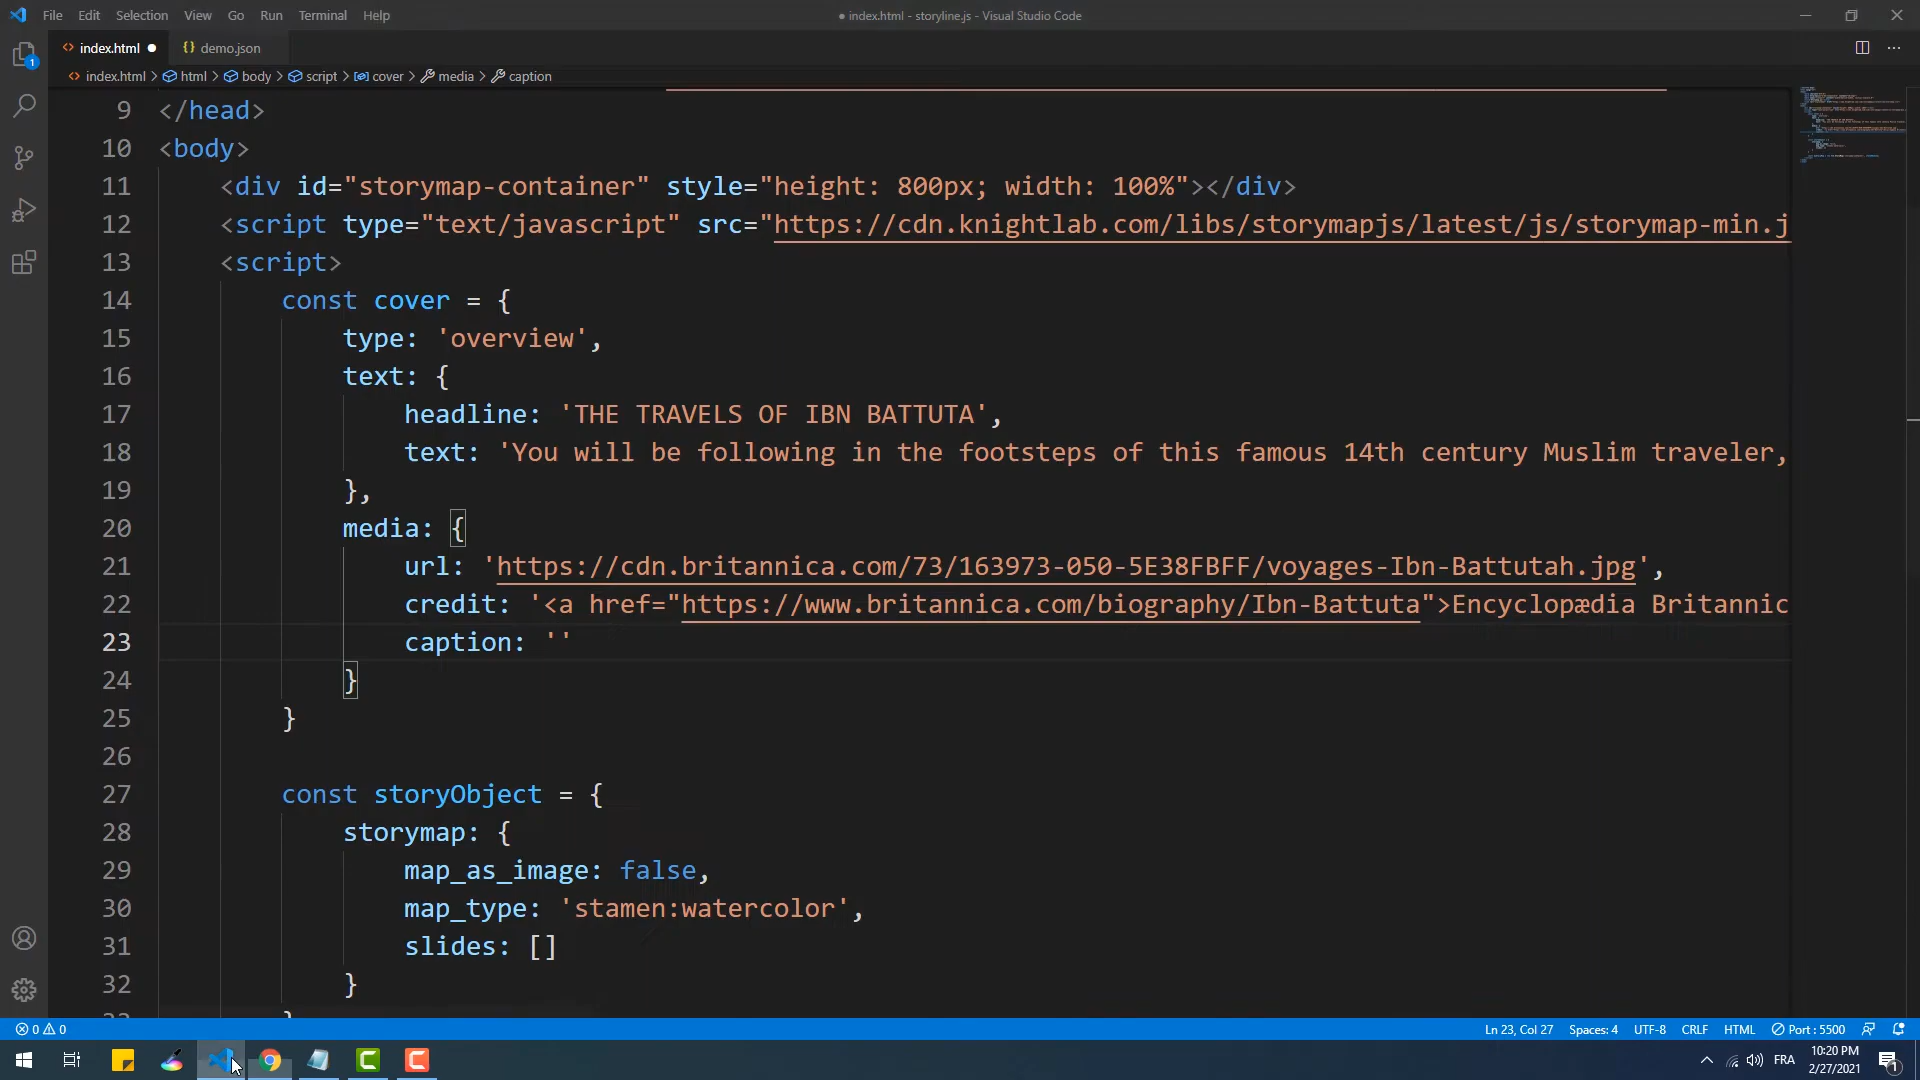 File Edit Selection View Go Run Terminal Help
● index.html - storyline.js - Visual Studio Code
index.html ●
demo.json
index.html > html > body > script > cover > media > caption
9 </head>
10 <body>
11 <div id="storymap-container" style="height: 800px; width: 100%"></div>
12 <script type="text/javascript" src="https://cdn.knightlab.com/libs/storymapjs/latest/js/storymap-min.j
13 <script>
14 const cover = {
15 type: 'overview',
16 text: {
17 headline: 'THE TRAVELS OF IBN BATTUTA',
18 text: 'You will be following in the footsteps of this famous 14th century Muslim traveler,
19 },
20 media: {
21 url: 'https://cdn.britannica.com/73/163973-050-5E38FBFF/voyages-Ibn-Battutah.jpg',
22 credit: '<a href="https://www.britannica.com/biography/Ibn-Battuta">Encyclopædia Britannic
23 caption: ''
24 }
25 }
26
27 const storyObject = {
28 storymap: {
29 map_as_image: false,
30 map_type: 'stamen:watercolor',
31 slides: []
32 }
1
0 0
Ln 23, Col 27 Spaces: 4 UTF-8 CRLF HTML Port : 5500
FRA
10:20 PM
2/27/2021
1